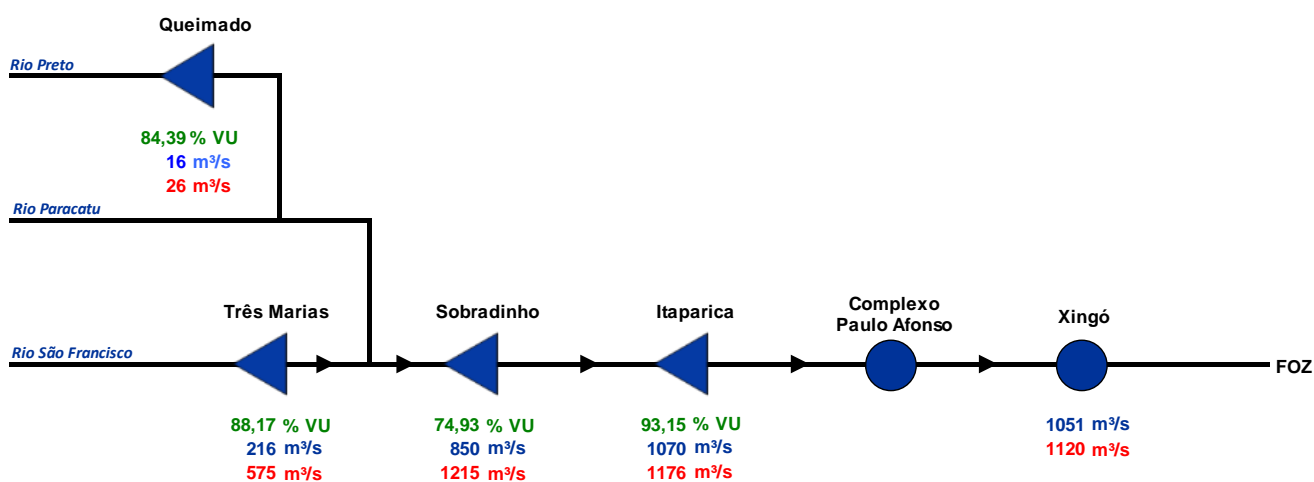 Queimado
Rio Preto
84,39 % VU
16 m³/s
26 m³/s
Rio Paracatu
Três Marias
Sobradinho
Itaparica
Complexo
Paulo Afonso
Xingó
Rio São Francisco
FOZ
88,17 % VU
216 m³/s
575 m³/s
74,93 % VU
850 m³/s
1215 m³/s
93,15 % VU
1070 m³/s
1176 m³/s
1051 m³/s
1120 m³/s